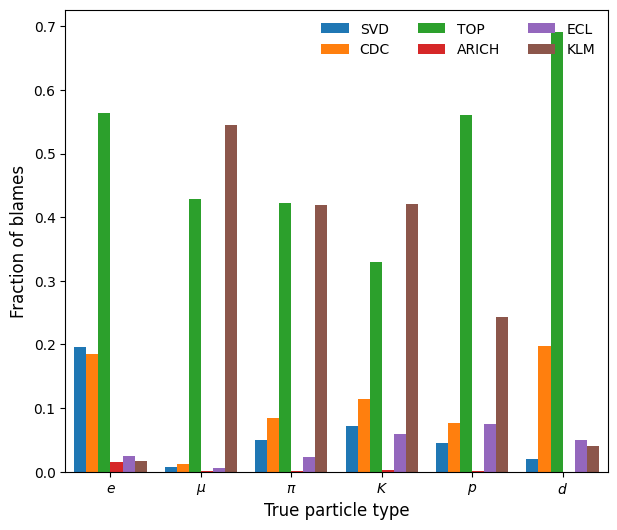 SVD TOP ECL
CDC ARICH KLM
0.7
0.6
0.5
0.4
0.3
0.2
0.1
0.0
Fraction of blames
e μ π K p d
True particle type